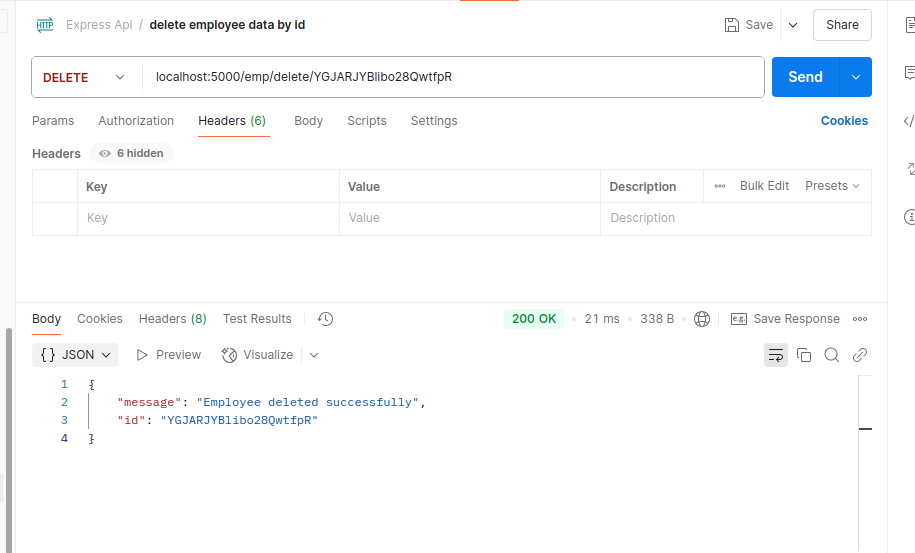 HTTP Express Api / delete employee data by id Save Share
DELETE localhost:5000/emp/delete/YGJARJYBlibo28QwtfpR Send
Params Authorization Headers (6) Body Scripts Settings Cookies
Headers 6 hidden
Key Value Description Bulk Edit Presets
Key Value Description
Body Cookies Headers (8) Test Results 200 OK 21 ms 338 B e.g. Save Response
{} JSON Preview Visualize
1 {
2 "message": "Employee deleted successfully",
3 "id": "YGJARJYBlibo28QwtfpR"
4 }